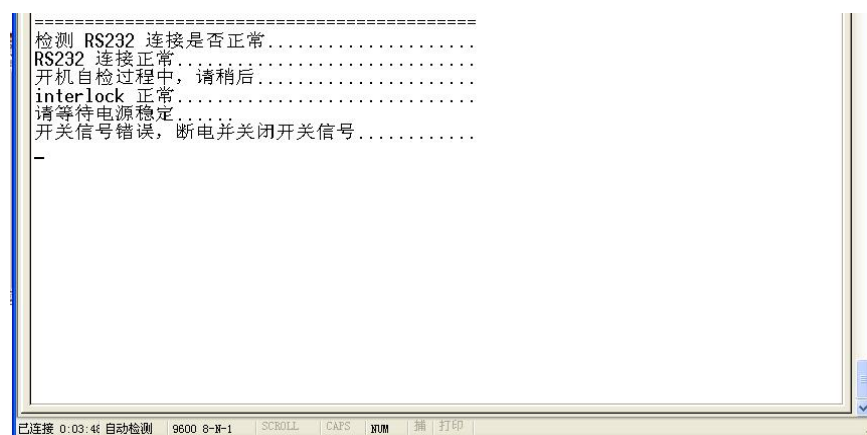 ============================================
检测 RS232 连接是否正常.....................
RS232 连接正常..............................
开机自检过程中，请稍后......................
interlock 正常..............................
请等待电源稳定......
开关信号错误，断电并关闭开关信号............
_
已连接 0:03:48 自动检测 9600 8-N-1 SCROLL CAPS NUM 捕 打印